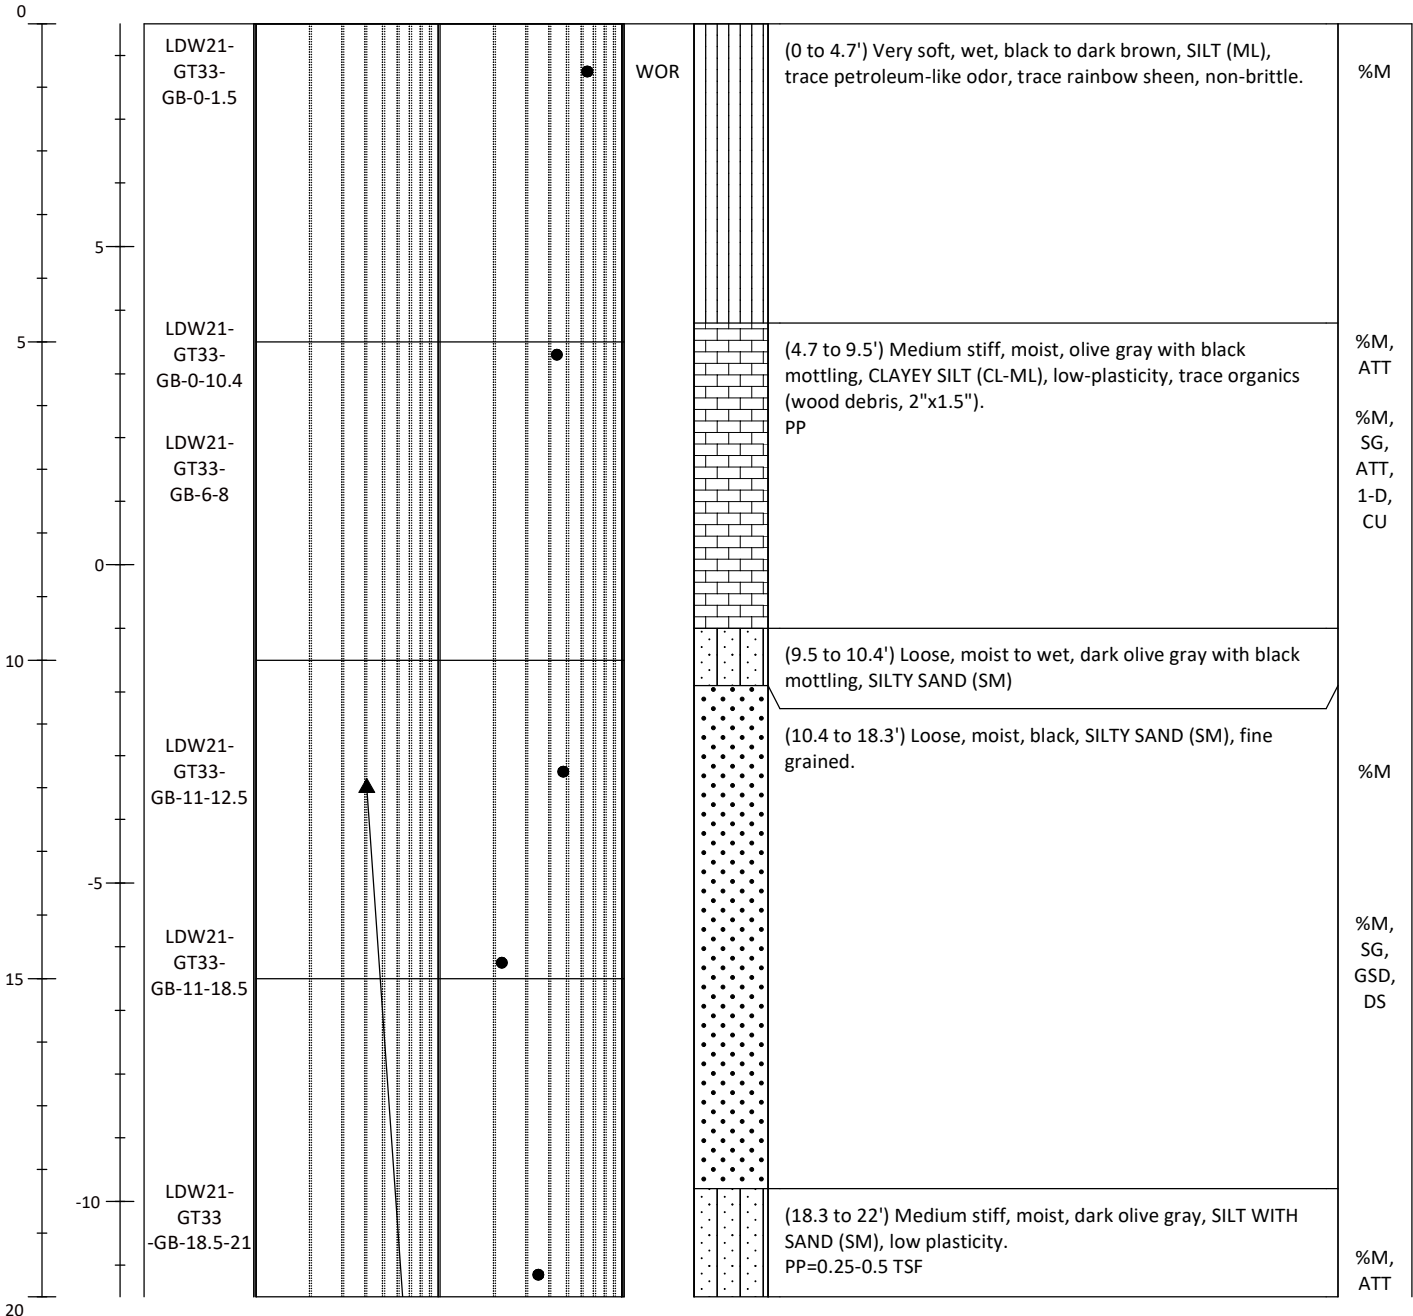 0
LDW21-
GT33-
GB-0-1.5
WOR
(0 to 4.7') Very soft, wet, black to dark brown, SILT (ML),
trace petroleum-like odor, trace rainbow sheen, non-brittle.
%M
5
LDW21-
GT33-
GB-0-10.4
5
(4.7 to 9.5') Medium stiff, moist, olive gray with black
mottling, CLAYEY SILT (CL-ML), low-plasticity, trace organics
(wood debris, 2"x1.5").
PP
%M,
ATT
%M,
SG,
ATT,
1-D,
CU
LDW21-
GT33-
GB-6-8
0
10
(9.5 to 10.4') Loose, moist to wet, dark olive gray with black
mottling, SILTY SAND (SM)
(10.4 to 18.3') Loose, moist, black, SILTY SAND (SM), fine
grained.
LDW21-
GT33-
GB-11-12.5
%M
-5
LDW21-
GT33-
GB-11-18.5
15
%M,
SG,
GSD,
DS
-10
LDW21-
GT33
-GB-18.5-21
(18.3 to 22') Medium stiff, moist, dark olive gray, SILT WITH
SAND (SM), low plasticity.
PP=0.25-0.5 TSF
%M,
ATT
20